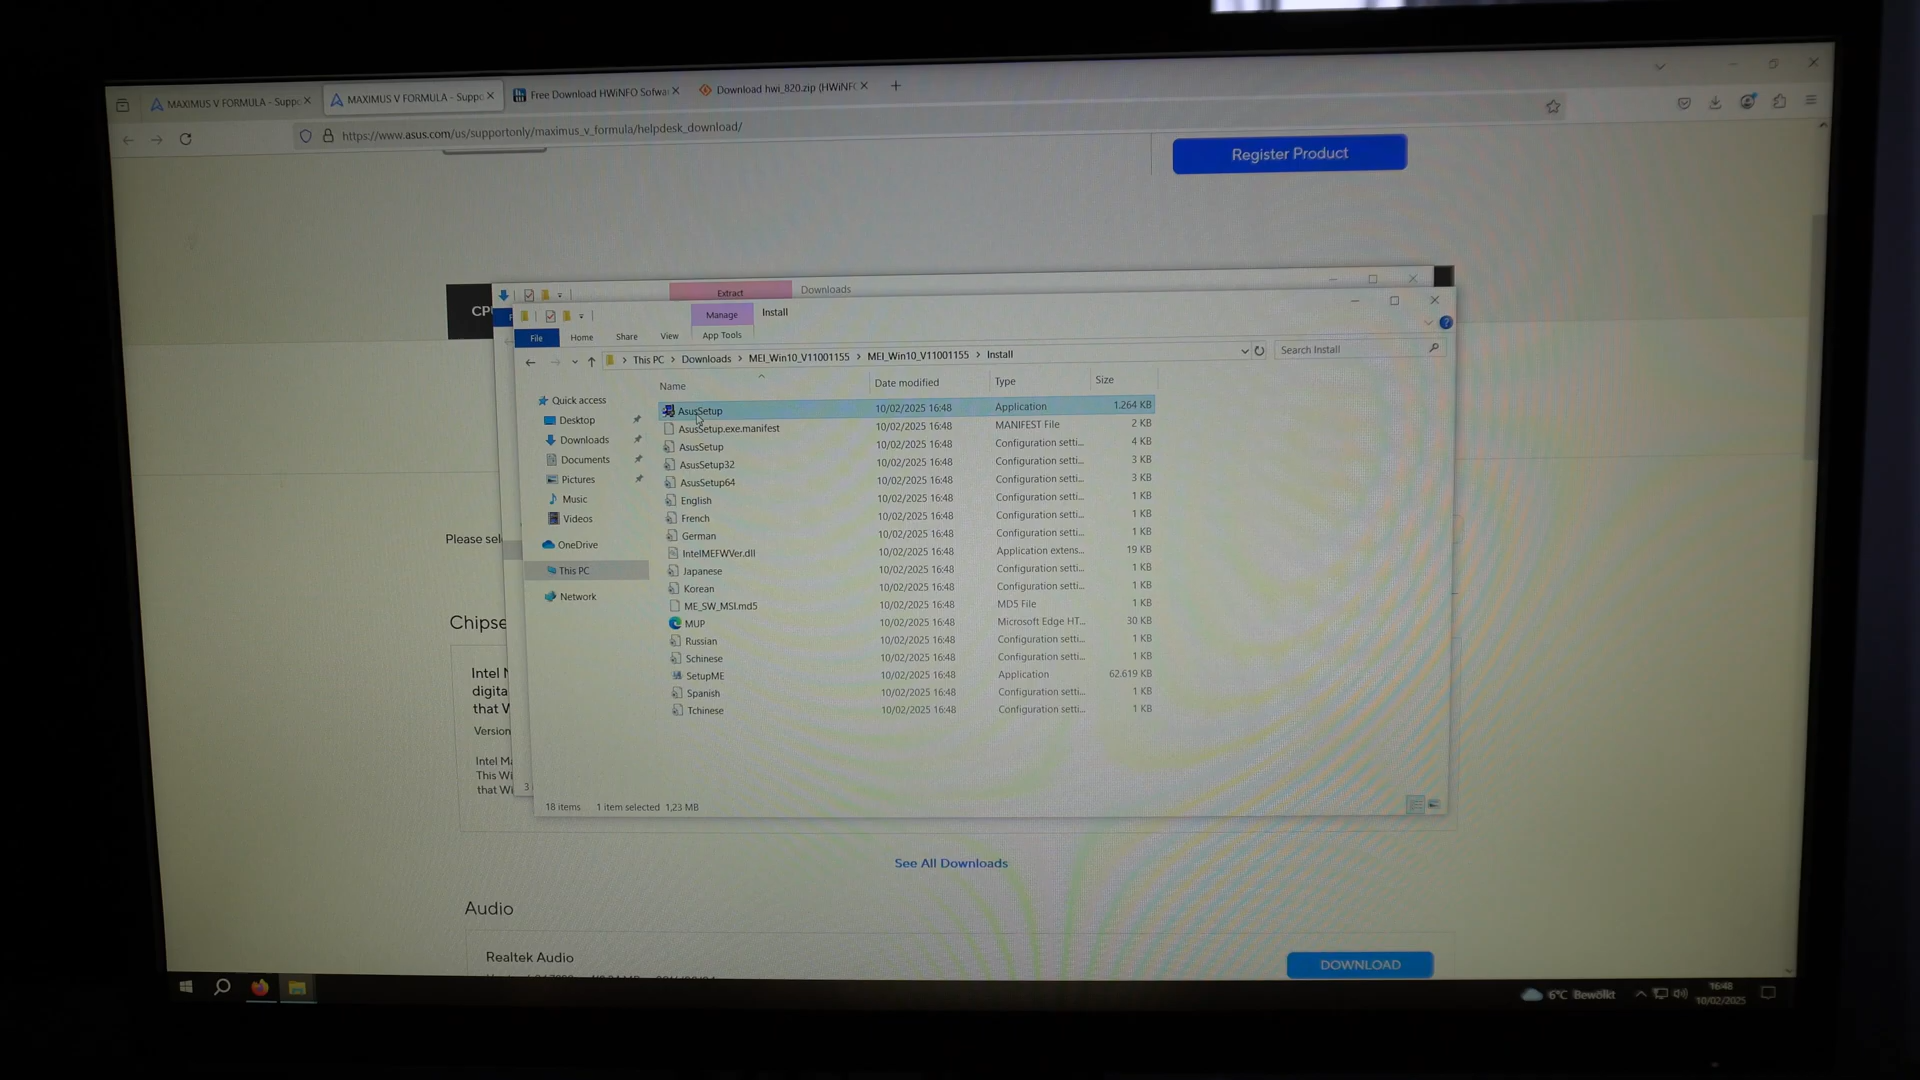 MAXIMUS V FORMULA - Suppo
MAXIMUS V FORMULA - Suppo
Free Download HWiNFO Sofwa
Download hwi_820.zip (HWiNF
https://www.asus.com/us/supportonly/maximus_v_formula/helpdesk_download/
Register Product
Extract
Downloads
CP
Manage
Install
File
Home
Share
View
App Tools
This PC
Downloads
MEI_Win10_V11001155
MEI_Win10_V11001155
Install
Search Install
Name
Date modified
Type
Size
Quick access
Desktop
Downloads
Documents
Pictures
Music
Videos
OneDrive
This PC
Network
AsusSetup 10/02/2025 16:48 Application 1.264 KB
AsusSetup.exe.manifest 10/02/2025 16:48 MANIFEST File 2 KB
AsusSetup 10/02/2025 16:48 Configuration setti... 4 KB
AsusSetup32 10/02/2025 16:48 Configuration setti... 3 KB
AsusSetup64 10/02/2025 16:48 Configuration setti... 3 KB
English 10/02/2025 16:48 Configuration setti... 1 KB
French 10/02/2025 16:48 Configuration setti... 1 KB
German 10/02/2025 16:48 Configuration setti... 1 KB
IntelMEFWVer.dll 10/02/2025 16:48 Application extens... 19 KB
Japanese 10/02/2025 16:48 Configuration setti... 1 KB
Korean 10/02/2025 16:48 Configuration setti... 1 KB
ME_SW_MSI.md5 10/02/2025 16:48 MD5 File 1 KB
MUP 10/02/2025 16:48 Microsoft Edge HT... 30 KB
Russian 10/02/2025 16:48 Configuration setti... 1 KB
Schinese 10/02/2025 16:48 Configuration setti... 1 KB
SetupME 10/02/2025 16:48 Application 62.619 KB
Spanish 10/02/2025 16:48 Configuration setti... 1 KB
Tchinese 10/02/2025 16:48 Configuration setti... 1 KB
18 items
1 item selected 1,23 MB
Please sel
Chipse
Intel M
digita
that W
Version
Intel Ma
This Wi
that Wi
3
See All Downloads
Audio
Realtek Audio
DOWNLOAD
6°C Bewölkt
16:48
10/02/2025